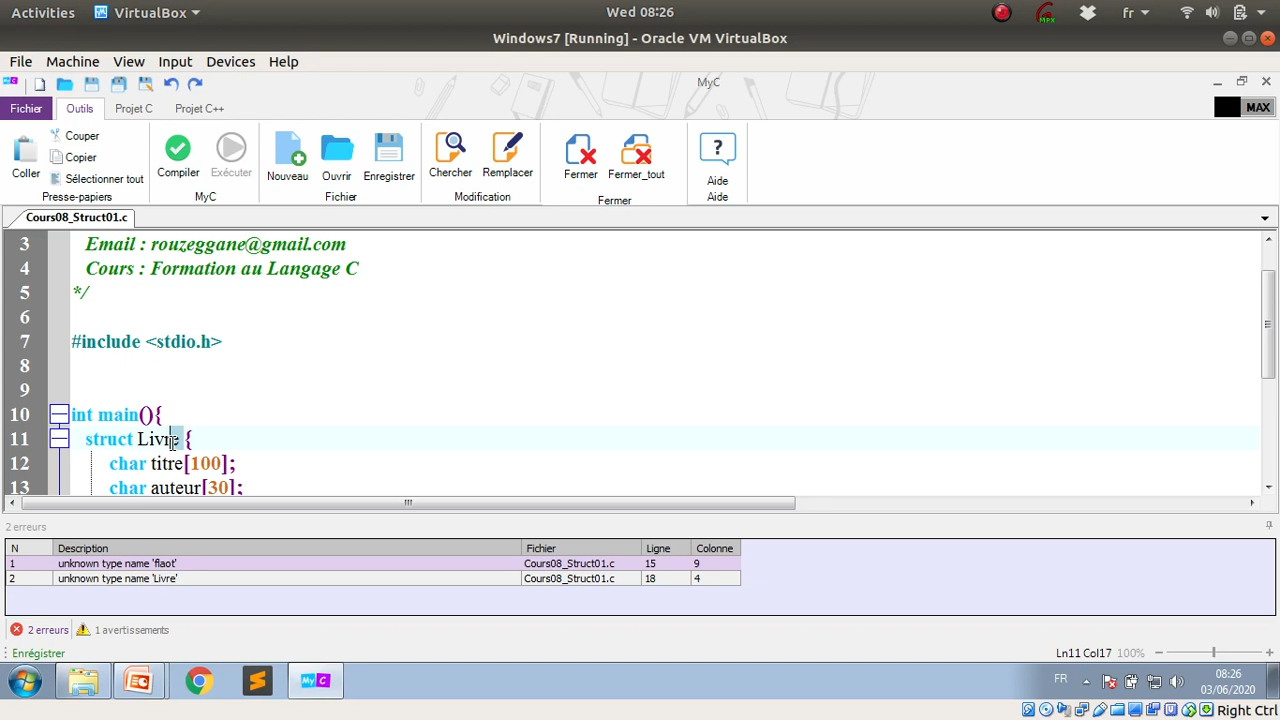 Activities VirtualBox Wed 08:26 fr
Windows7 [Running] - Oracle VM VirtualBox
File Machine View Input Devices Help
MyC
Fichier Outils Projet C Projet C++ MAX
Coller Couper Copier Sélectionner tout
Compiler Exécuter Nouveau Ouvrir Enregistrer Chercher Remplacer Fermer Fermer_tout Aide
Presse-papiers MyC Fichier Modification Fermer Aide
Cours08_Struct01.c
3 Email : rouzeggane@gmail.com
4 Cours : Formation au Langage C
5 */
6
7 #include <stdio.h>
8
9
10 int main(){
11 struct Livre {
12 char titre[100];
13 char auteur[30];
2 erreurs
N Description Fichier Ligne Colonne
1 unknown type name 'flaot' Cours08_Struct01.c 15 9
2 unknown type name 'Livre' Cours08_Struct01.c 18 4
2 erreurs 1 avertissements
Enrégistrer Ln11 Col17 100%
FR 08:26
03/06/2020
Right Ctrl